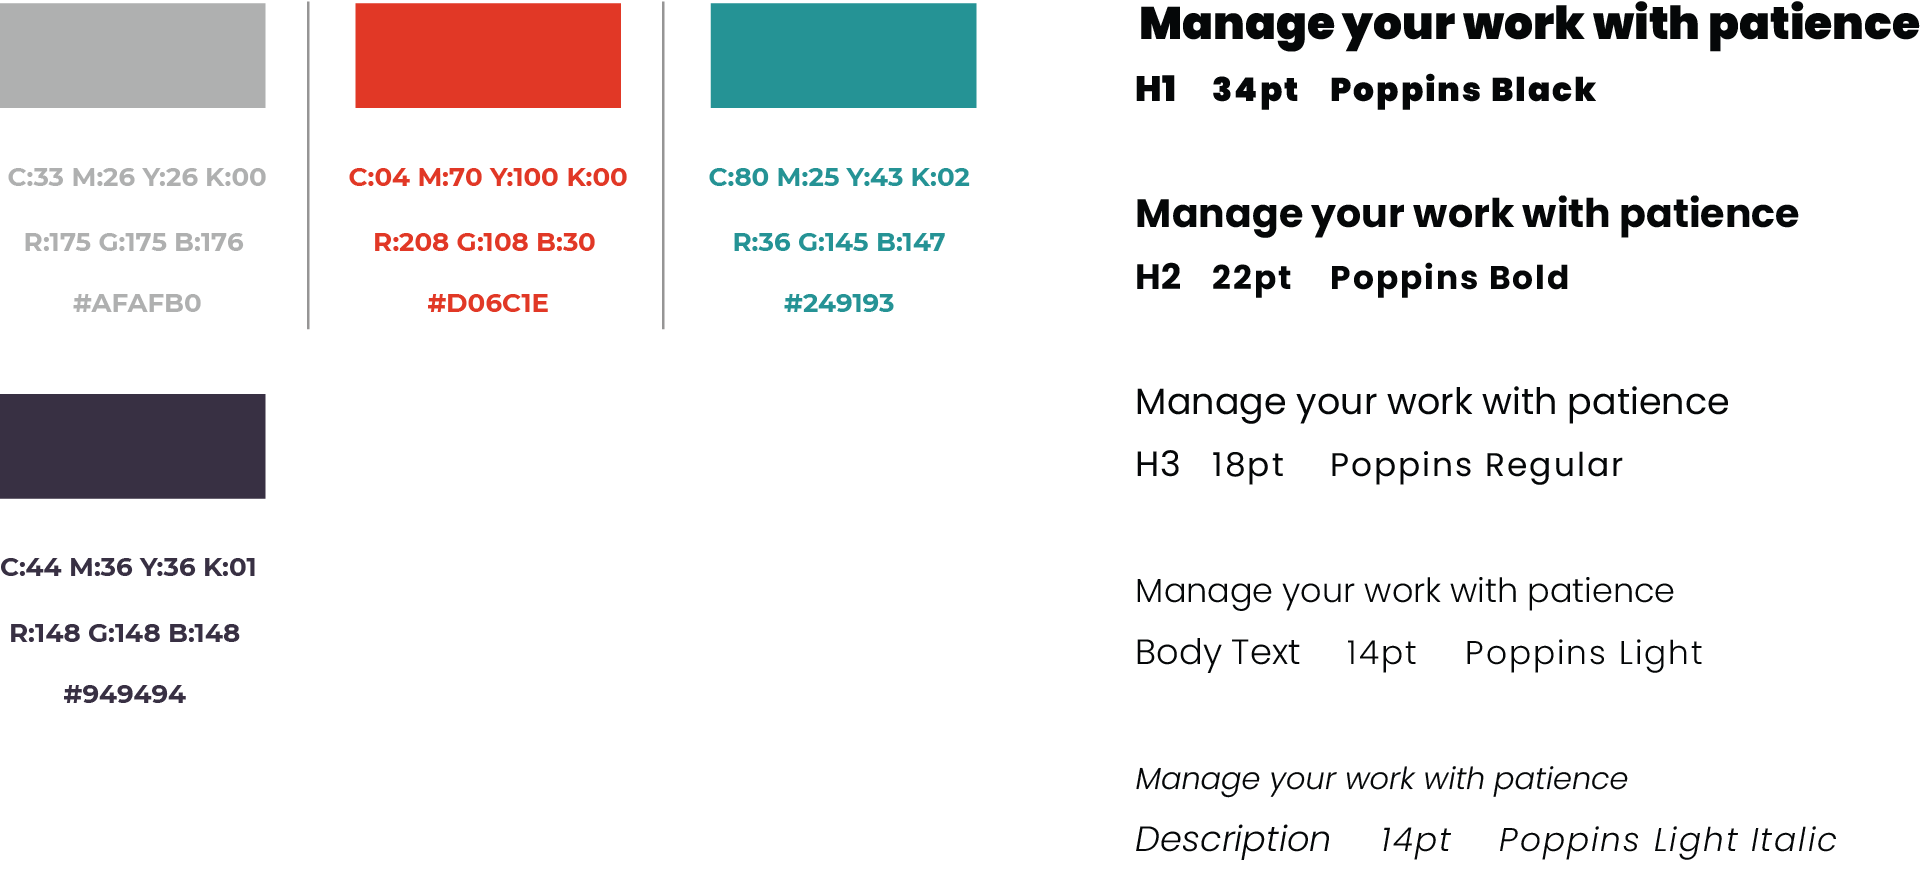 C:33 M:26 Y:26 K:00
R:175 G:175 B:176
#AFAFB0
C:04 M:70 Y:100 K:00
R:208 G:108 B:30
#D06C1E
C:80 M:25 Y:43 K:02
R:36 G:145 B:147
#249193
C:44 M:36 Y:36 K:01
R:148 G:148 B:148
#949494
Manage your work with patience
H1 34pt Poppins Black
Manage your work with patience
H2 22pt Poppins Bold
Manage your work with patience
H3 18pt Poppins Regular
Manage your work with patience
Body Text 14pt Poppins Light
Manage your work with patience
Description 14pt Poppins Light Italic